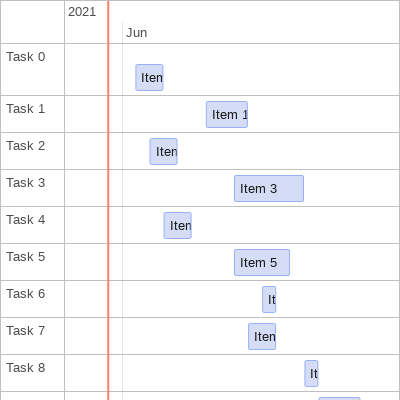 2021
Jun
Task 0
Item
Task 1
Item 1
Task 2
Item
Task 3
Item 3
Task 4
Item
Task 5
Item 5
Task 6
It
Task 7
Item
Task 8
It